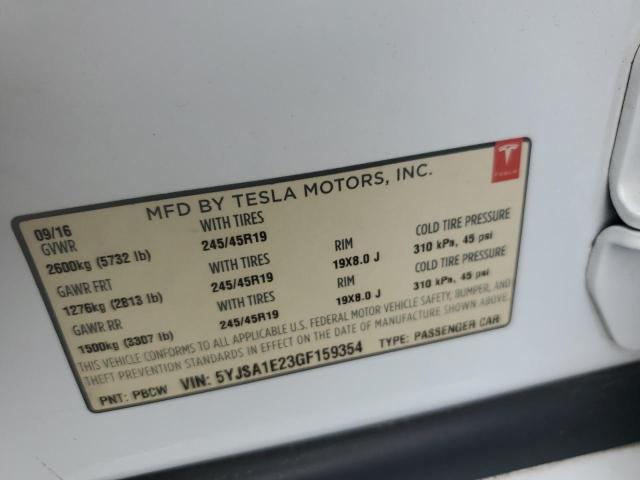 MFD BY TESLA MOTORS, INC.
TESLA
09/16
GVWR WITH TIRES COLD TIRE PRESSURE
2600kg (5732 lb) 245/45R19 RIM 310 kPa, 45 psi
GAWR FRT WITH TIRES 19X8.0 J COLD TIRE PRESSURE
1276kg (2813 lb) 245/45R19 RIM 310 kPa, 45 psi
GAWR RR WITH TIRES 19X8.0 J
1500kg (3307 lb) 245/45R19
THIS VEHICLE CONFORMS TO ALL APPLICABLE U.S. FEDERAL MOTOR VEHICLE SAFETY, BUMPER, AND
THEFT PREVENTION STANDARDS IN EFFECT ON THE DATE OF MANUFACTURE SHOWN ABOVE.
PNT: PBCW VIN: 5YJSA1E23GF159354 TYPE: PASSENGER CAR